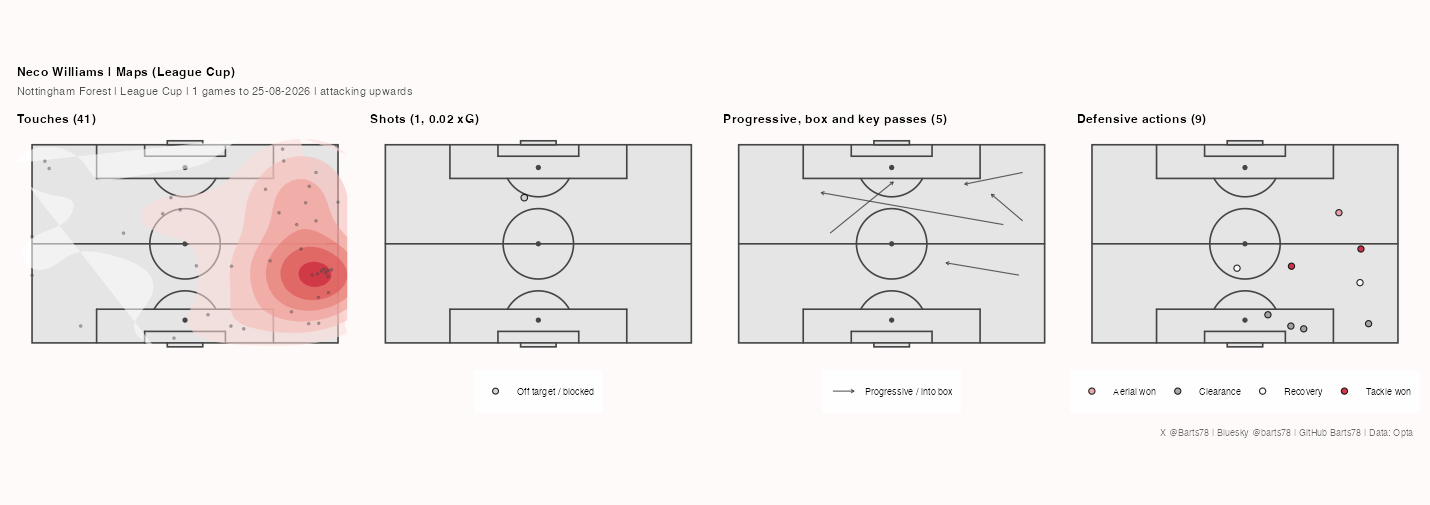 Neco Williams | Maps (League Cup)
Nottingham Forest | League Cup | 1 games to 25-08-2026 | attacking upwards
Touches (41)
Shots (1, 0.02 xG)
Progressive, box and key passes (5)
Defensive actions (9)
Off target / blocked
Progressive / into box
Aerial won
Clearance
Recovery
Tackle won
X @Barts78 | Bluesky @barts78 | GitHub Barts78 | Data: Opta